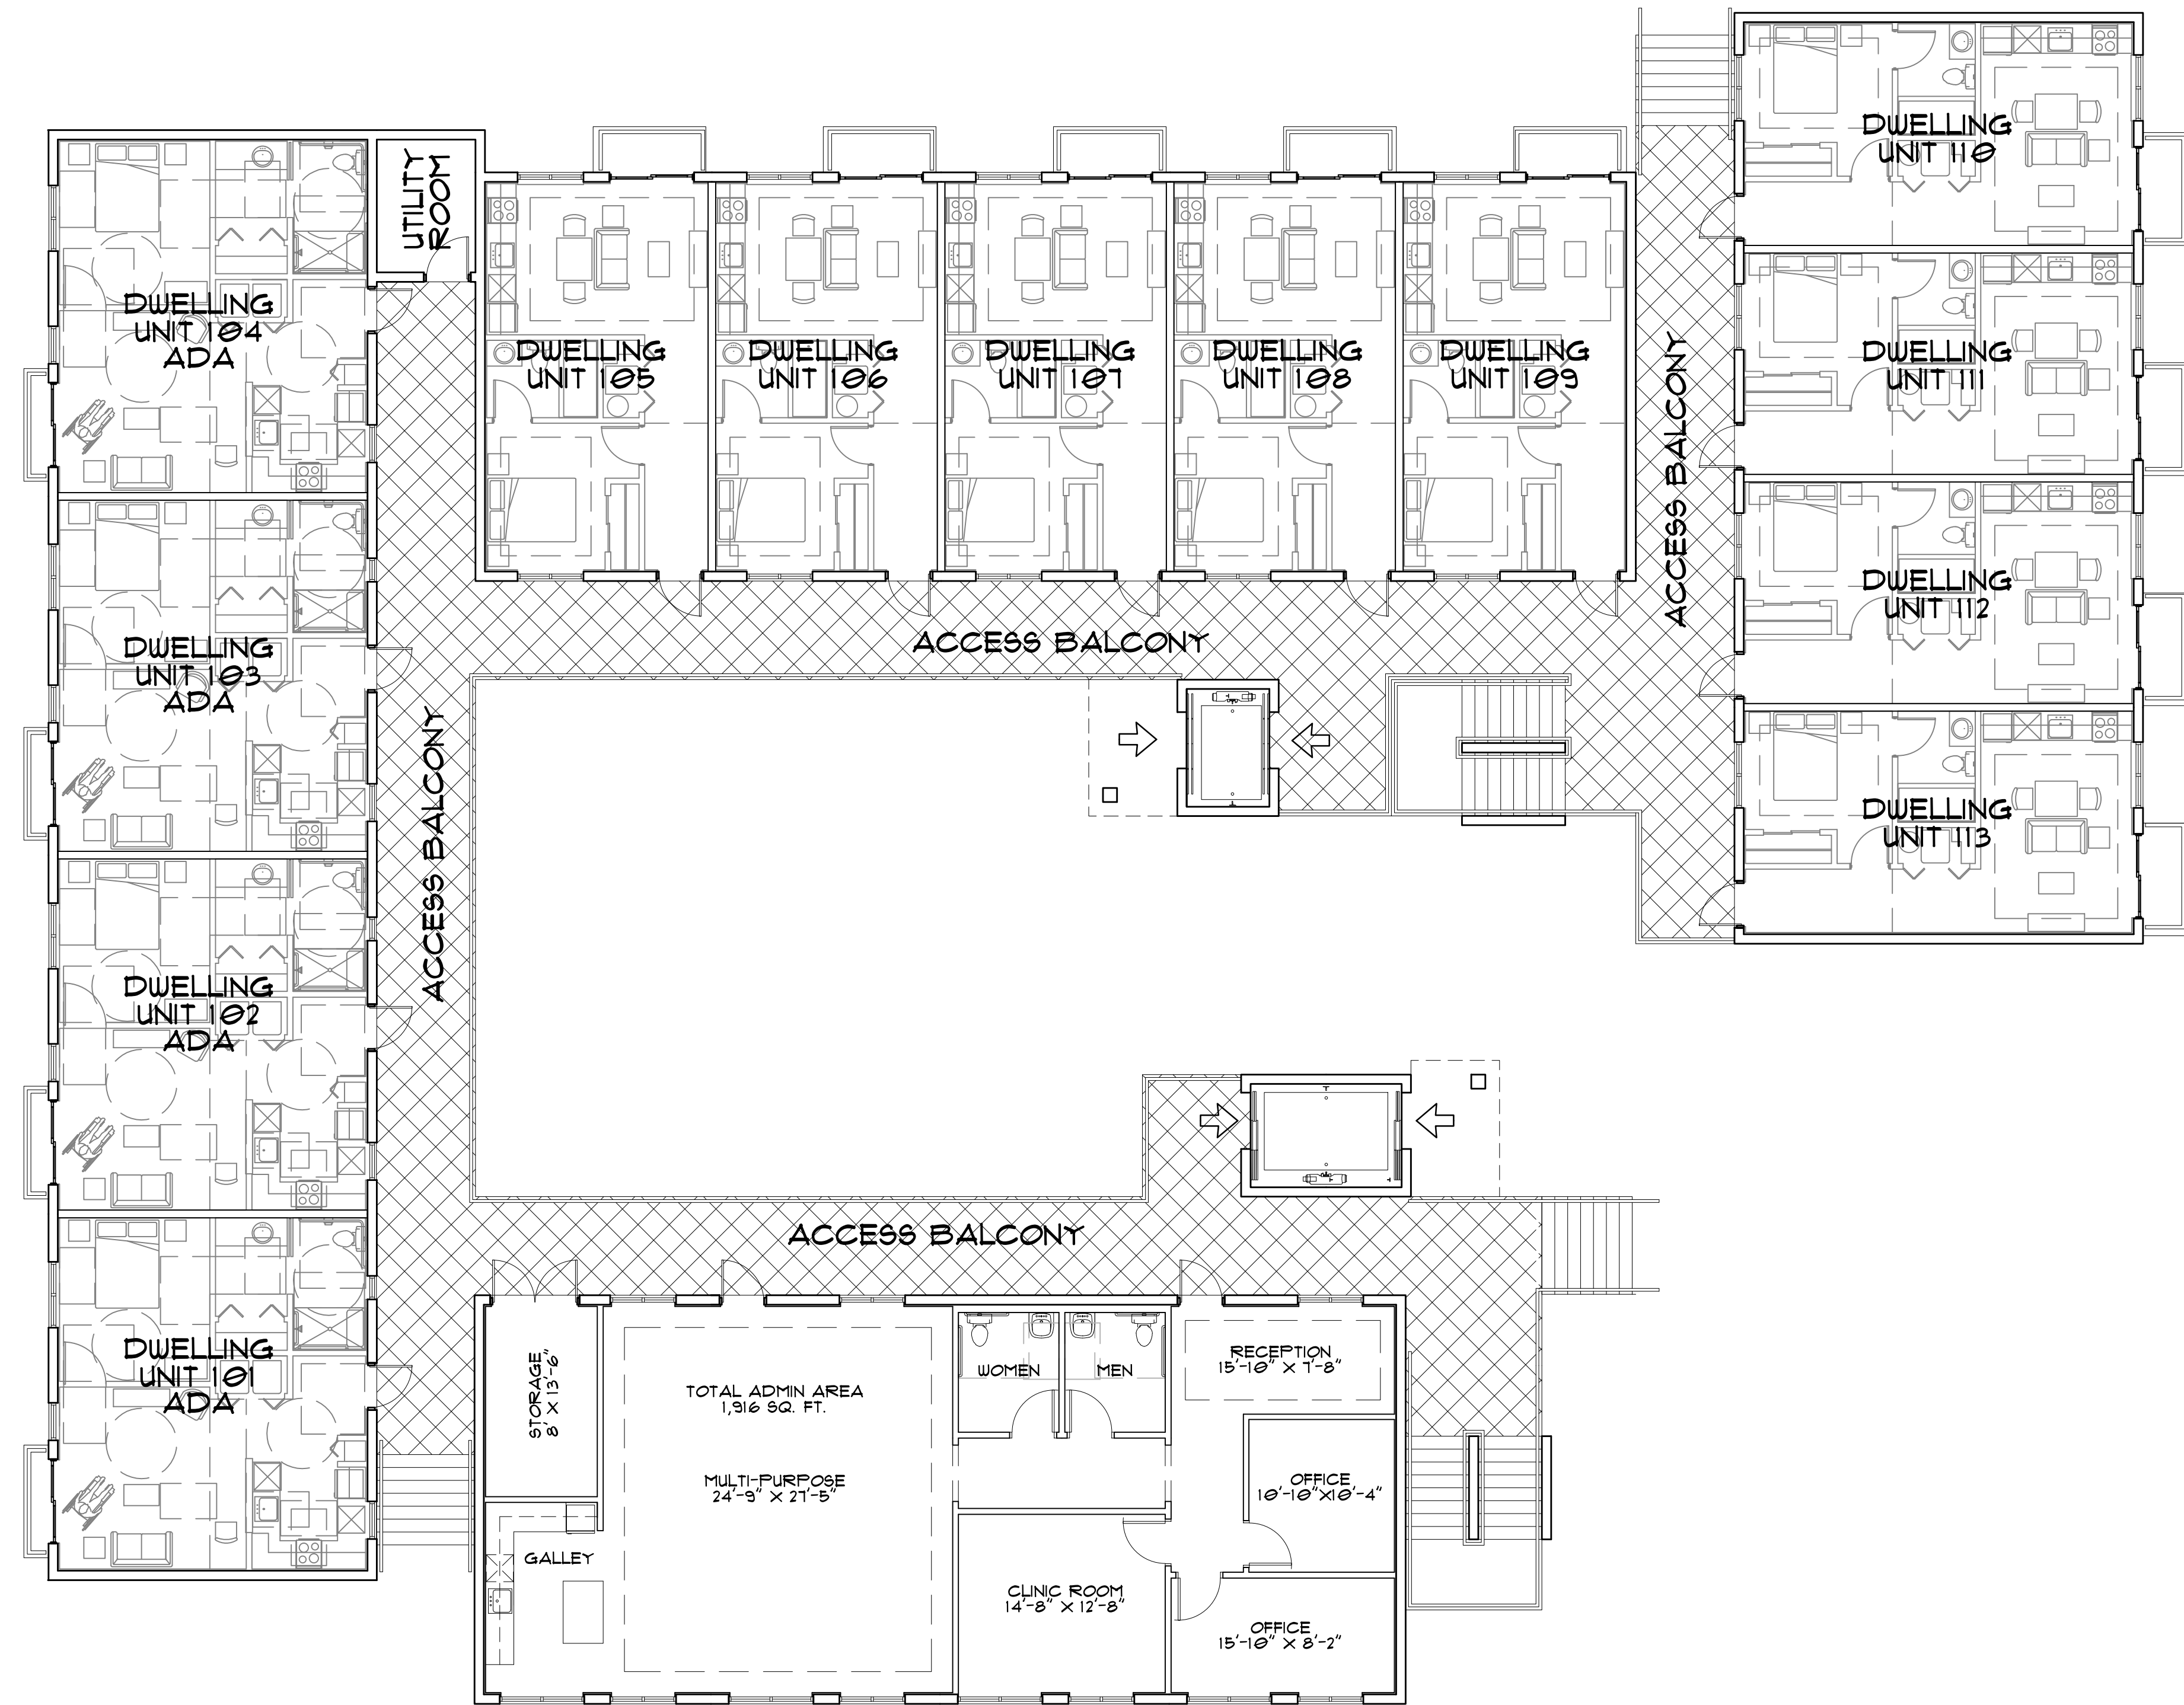 DWELLING
UNIT 110
DWELLING
UNIT 104
ADA
UTILITY
ROOM
DWELLING
UNIT 105
DWELLING
UNIT 106
DWELLING
UNIT 107
DWELLING
UNIT 108
DWELLING
UNIT 109
ACCESS BALCONY
DWELLING
UNIT 111
DWELLING
UNIT 103
ADA
ACCESS BALCONY
DWELLING
UNIT 112
ACCESS BALCONY
DWELLING
UNIT 113
DWELLING
UNIT 102
ADA
ACCESS BALCONY
DWELLING
UNIT 101
ADA
STORAGE
8' X 13'-6"
TOTAL ADMIN AREA
1,916 SQ. FT.
WOMEN
MEN
RECEPTION
15'-10" X 7'-8"
MULTI-PURPOSE
24'-9" X 27'-5"
OFFICE
10'-10"X10'-4"
GALLEY
CLINIC ROOM
14'-8" X 12'-8"
OFFICE
15'-10" X 8'-2"